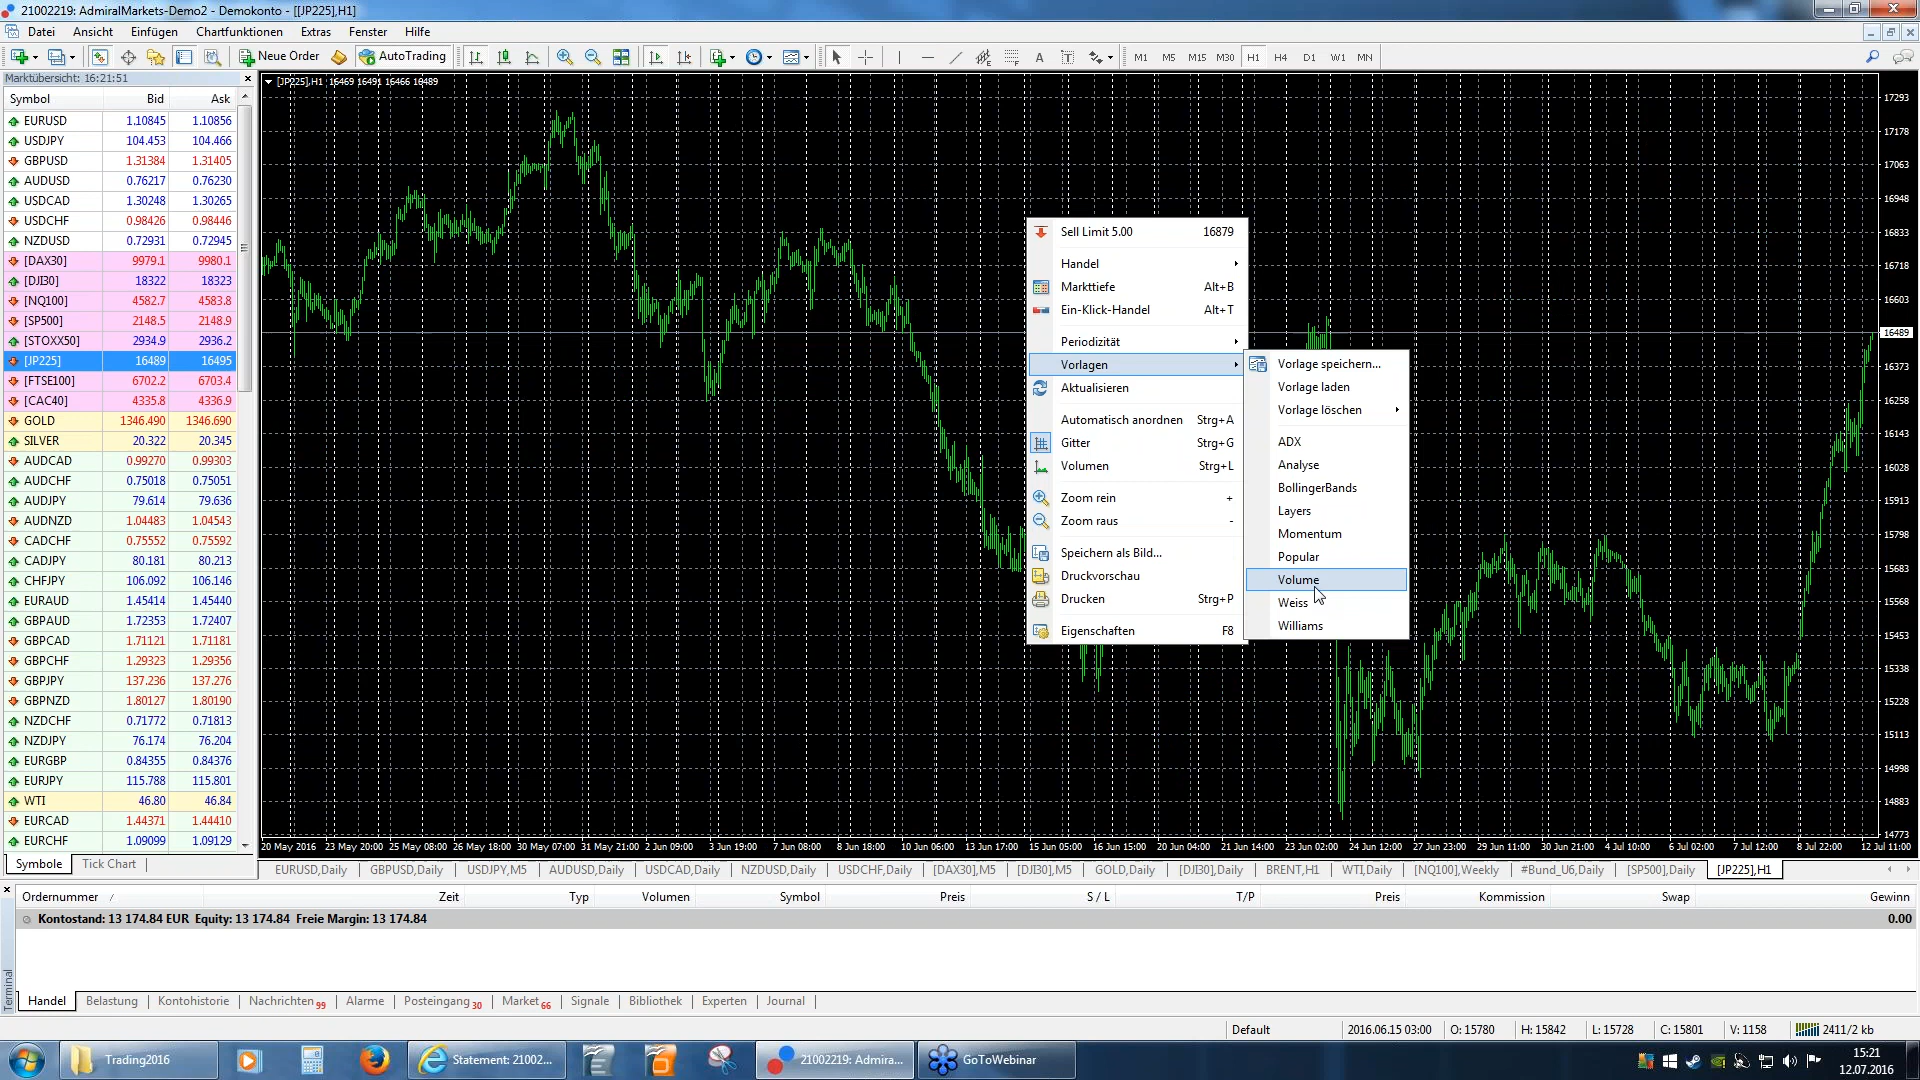 21002219: AdmiralMarkets-Demo2 - Demokonto - [[JP225],H1]
Datei Ansicht Einfügen Chartfunktionen Extras Fenster Hilfe
Neue Order AutoTrading A T M1 M5 M15 M30 H1 H4 D1 W1 MN
Marktübersicht: 16:21:51
Symbol Bid Ask
EURUSD 1.10845 1.10856
USDJPY 104.453 104.466
GBPUSD 1.31384 1.31405
AUDUSD 0.76217 0.76230
USDCAD 1.30248 1.30265
USDCHF 0.98426 0.98446
NZDUSD 0.72931 0.72945
[DAX30] 9979.1 9980.1
[DJI30] 18322 18323
[NQ100] 4582.7 4583.8
[SP500] 2148.5 2148.9
[STOXX50] 2934.9 2936.2
[JP225] 16489 16495
[FTSE100] 6702.2 6703.4
[CAC40] 4335.8 4336.9
GOLD 1346.490 1346.690
SILVER 20.322 20.345
AUDCAD 0.99270 0.99303
AUDCHF 0.75018 0.75051
AUDJPY 79.614 79.636
AUDNZD 1.04483 1.04543
CADCHF 0.75552 0.75592
CADJPY 80.181 80.213
CHFJPY 106.092 106.146
EURAUD 1.45414 1.45440
GBPAUD 1.72353 1.72407
GBPCAD 1.71121 1.71181
GBPCHF 1.29323 1.29356
GBPJPY 137.236 137.276
GBPNZD 1.80127 1.80190
NZDCHF 0.71772 0.71813
NZDJPY 76.174 76.204
EURGBP 0.84355 0.84376
EURJPY 115.788 115.801
WTI 46.80 46.84
EURCAD 1.44371 1.44410
EURCHF 1.09099 1.09129
Symbole Tick Chart
[JP225],H1 16469 16491 16466 16489
17293
17178
17063
16948
16833
16718
16603
16489
16373
16258
16143
16028
15913
15798
15683
15568
15453
15338
15228
15113
14998
14883
14773
Sell Limit 5.00 16879
Handel
Markttiefe Alt+B
Ein-Klick-Handel Alt+T
Periodizität
Vorlagen
Aktualisieren
Automatisch anordnen Strg+A
Gitter Strg+G
Volumen Strg+L
Zoom rein +
Zoom raus -
Speichern als Bild...
Druckvorschau
Drucken Strg+P
Eigenschaften F8
Vorlage speichern...
Vorlage laden
Vorlage löschen
ADX
Analyse
BollingerBands
Layers
Momentum
Popular
Volume
Weiss
Williams
20 May 2016 23 May 20:00 25 May 08:00 26 May 18:00 30 May 07:00 31 May 21:00 2 Jun 09:00 3 Jun 19:00 7 Jun 08:00 8 Jun 18:00 10 Jun 06:00 13 Jun 17:00 15 Jun 05:00 16 Jun 15:00 20 Jun 04:00 21 Jun 14:00 23 Jun 02:00 24 Jun 12:00 27 Jun 23:00 29 Jun 11:00 30 Jun 21:00 4 Jul 10:00 6 Jul 02:00 7 Jul 12:00 8 Jul 22:00 12 Jul 11:00
EURUSD,Daily GBPUSD,Daily USDJPY,M5 AUDUSD,Daily USDCAD,Daily NZDUSD,Daily USDCHF,Daily [DAX30],M5 [DJI30],M5 GOLD,Daily [DJI30],Daily BRENT,H1 WTI,Daily [NQ100],Weekly #Bund_U6,Daily [SP500],Daily [JP225],H1
Ordernummer / Zeit Typ Volumen Symbol Preis S / L T/P Preis Kommission Swap Gewinn
Kontostand: 13 174.84 EUR Equity: 13 174.84 Freie Margin: 13 174.84 0.00
Terminal
Handel Belastung Kontohistorie Nachrichten 99 Alarme Posteingang 30 Market 66 Signale Bibliothek Experten Journal
Default 2016.06.15 03:00 O: 15780 H: 15842 L: 15728 C: 15801 V: 1158 2411/2 kb
Trading2016 Statement: 21002... 21002219: Admira... GoToWebinar
15:21
12.07.2016